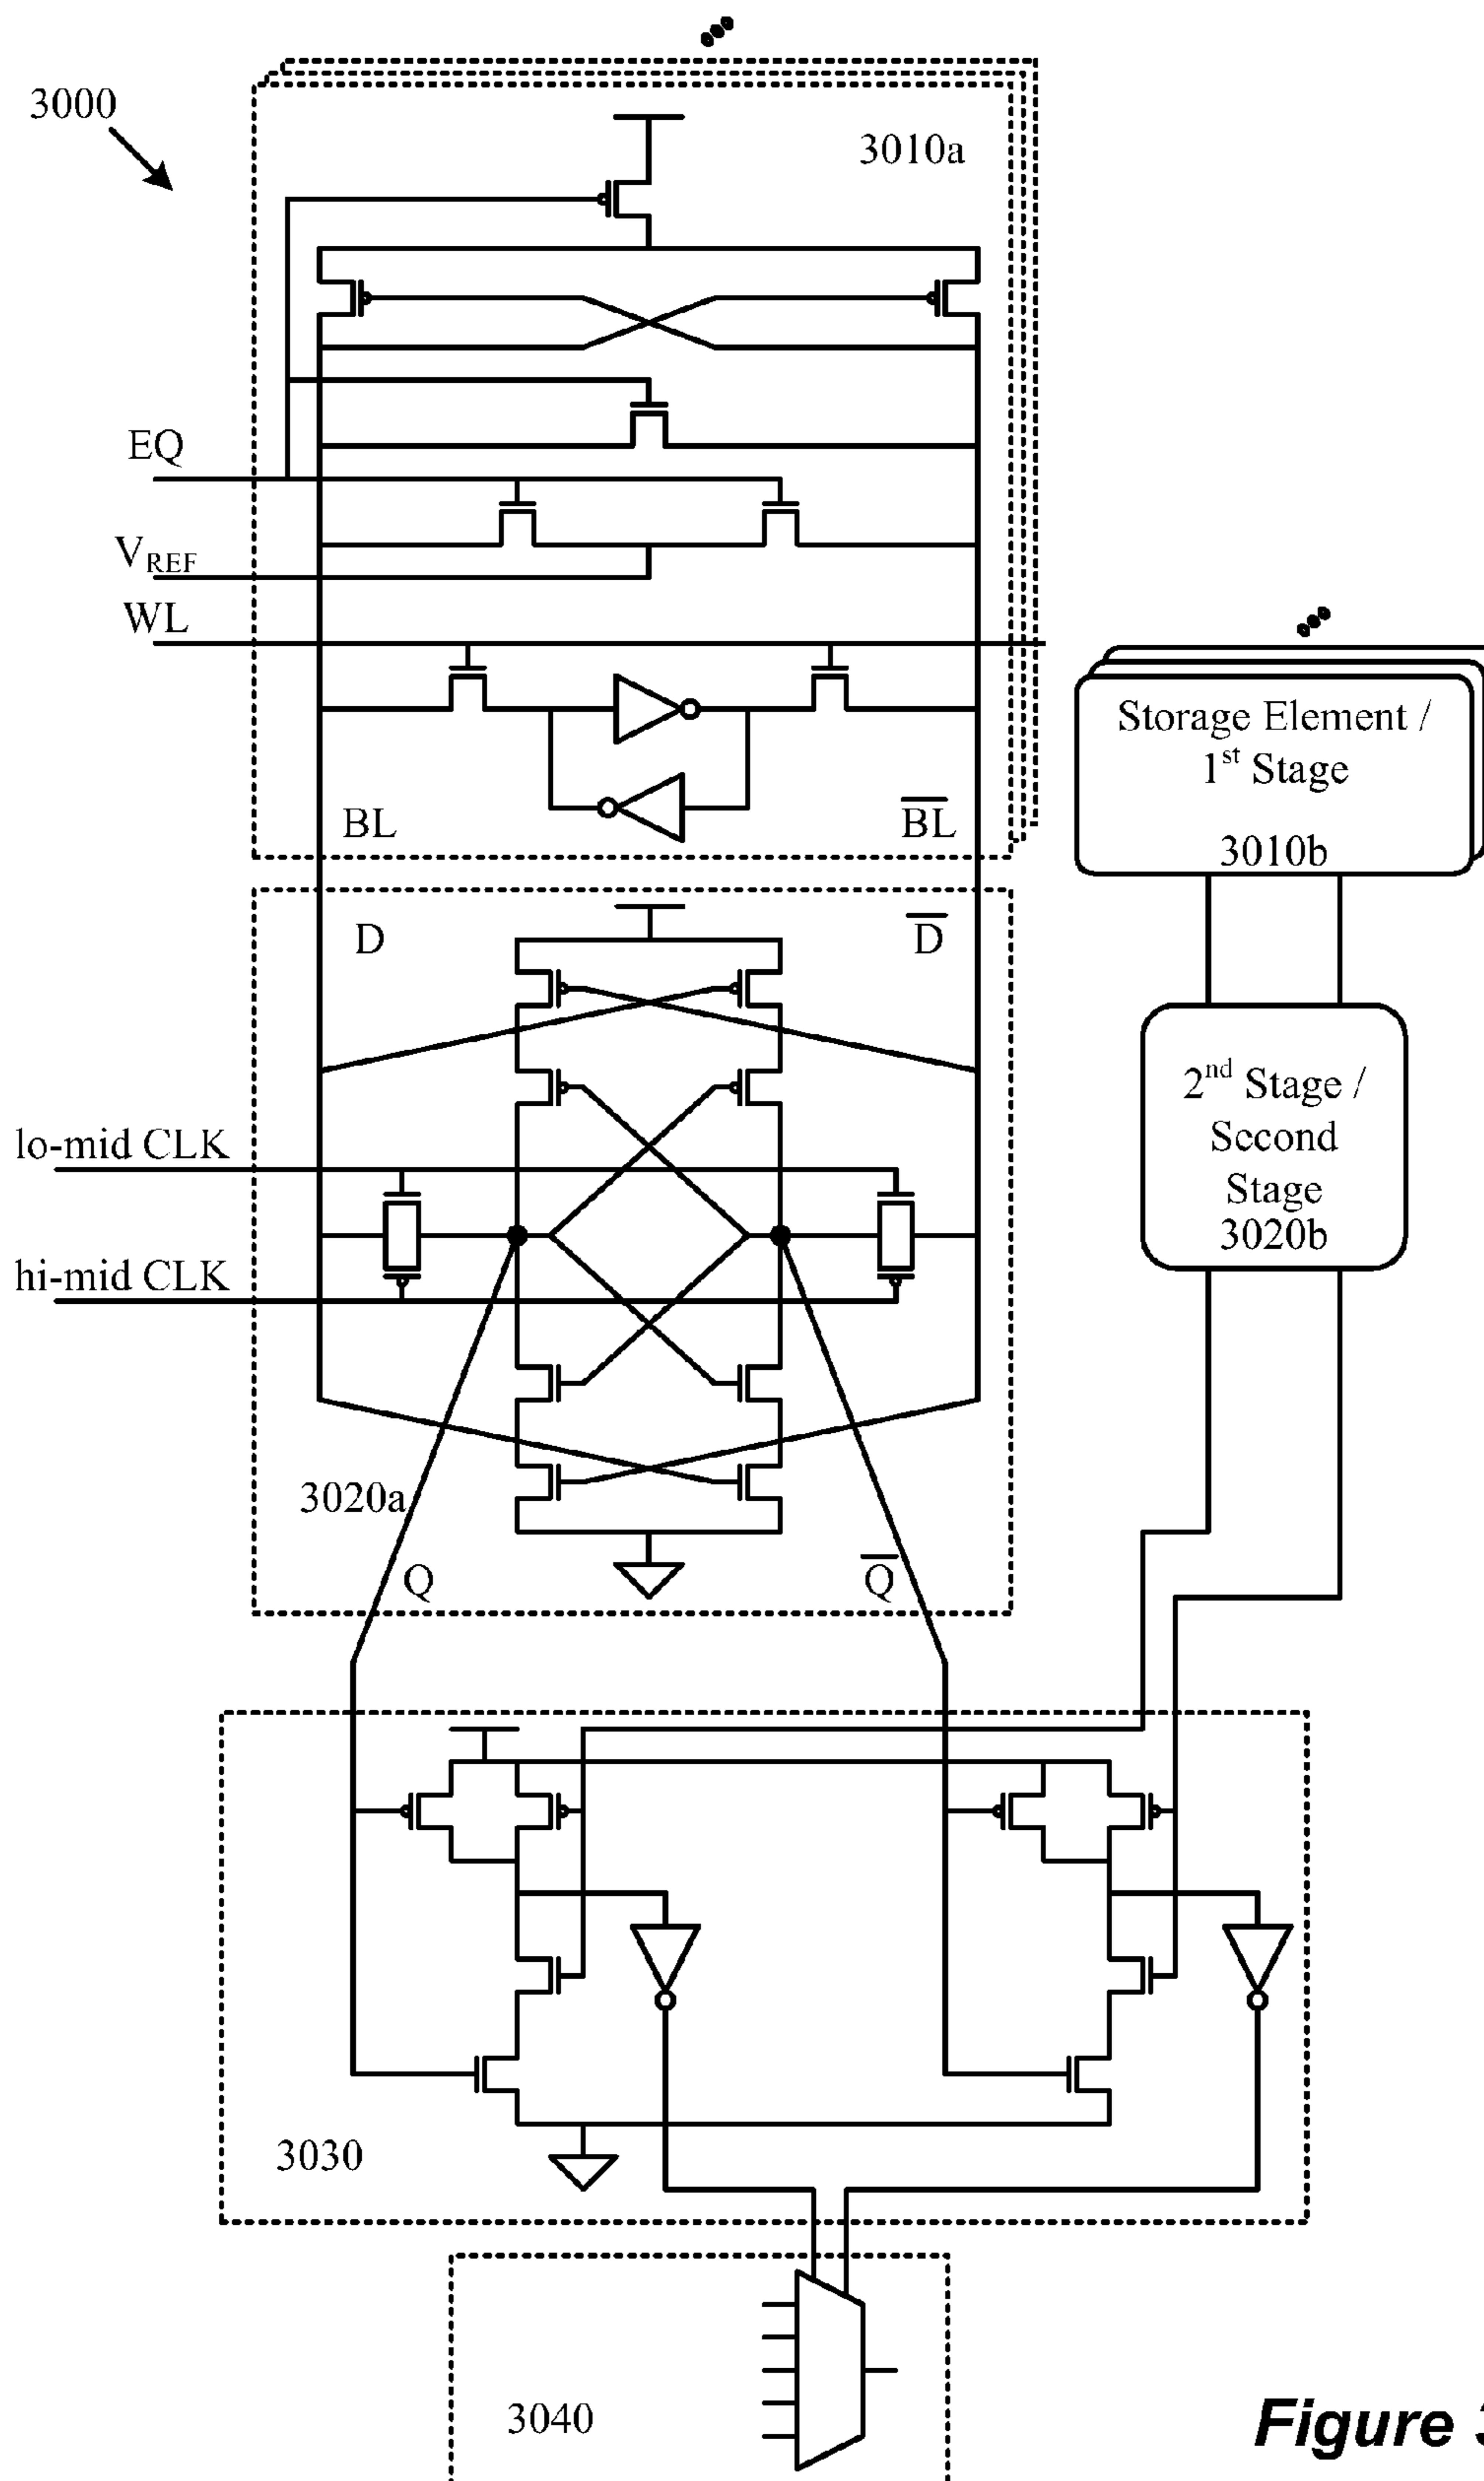 3000
3010a
EQ
VREF
WL
BL
B̅L̅
Storage Element /
1st Stage
3010b
D
D̅
2nd Stage /
Second
Stage
3020b
lo-mid CLK
hi-mid CLK
3020a
Q
Q̅
3030
3040
Figure 3